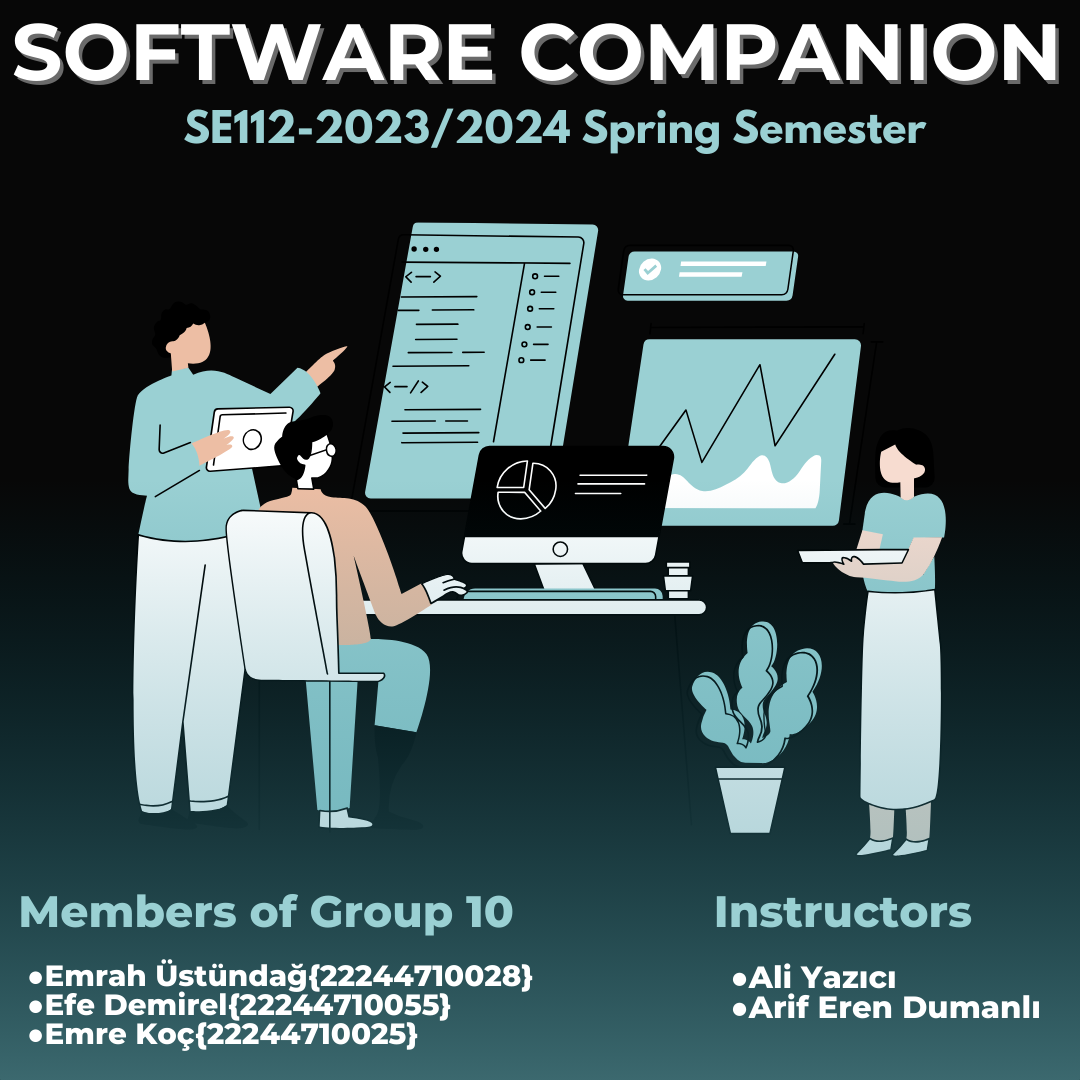 SOFTWARE COMPANION
SE112-2023/2024 Spring Semester
Members of Group 10
●Emrah Üstündağ{22244710028}
●Efe Demirel{22244710055}
●Emre Koç{22244710025}
Instructors
●Ali Yazıcı
●Arif Eren Dumanlı